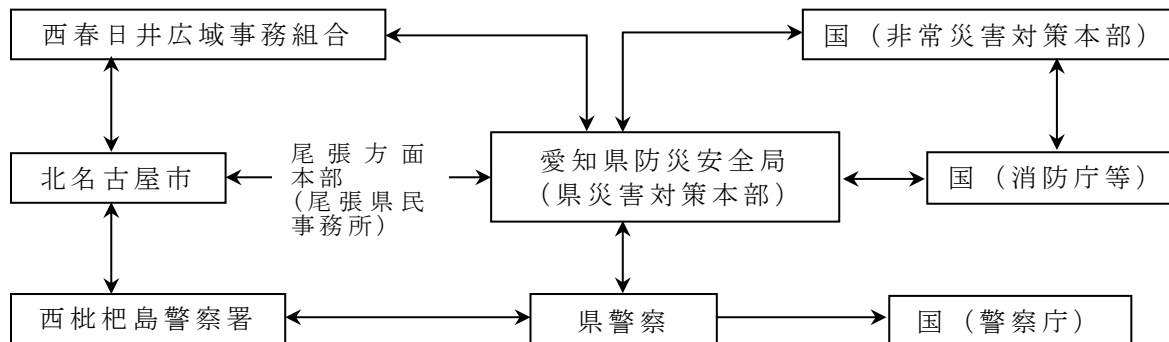 西春日井広域事務組合
国（非常災害対策本部）
尾張方面
本部
（尾張県民
事務所）
北名古屋市
愛知県防災安全局
（県災害対策本部）
国（消防庁等）
西枇杷島警察署
県警察
国（警察庁）